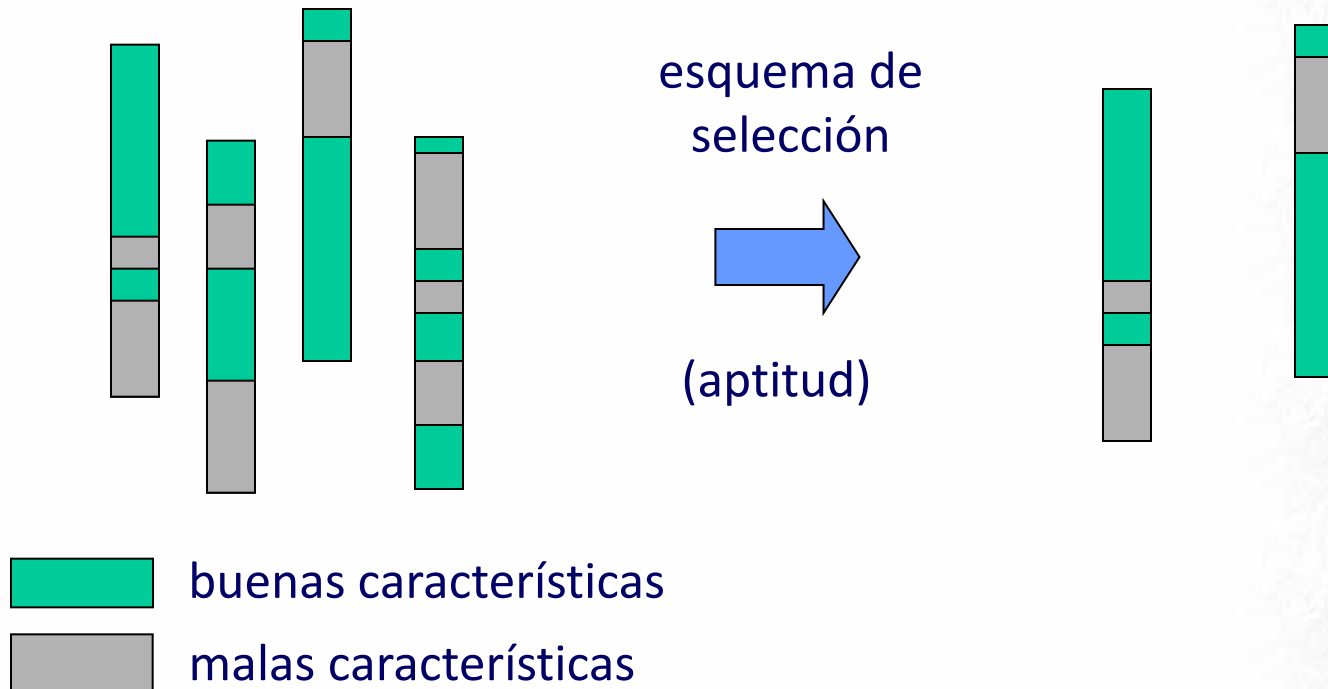 esquema de
selección
(aptitud)
buenas características
malas características